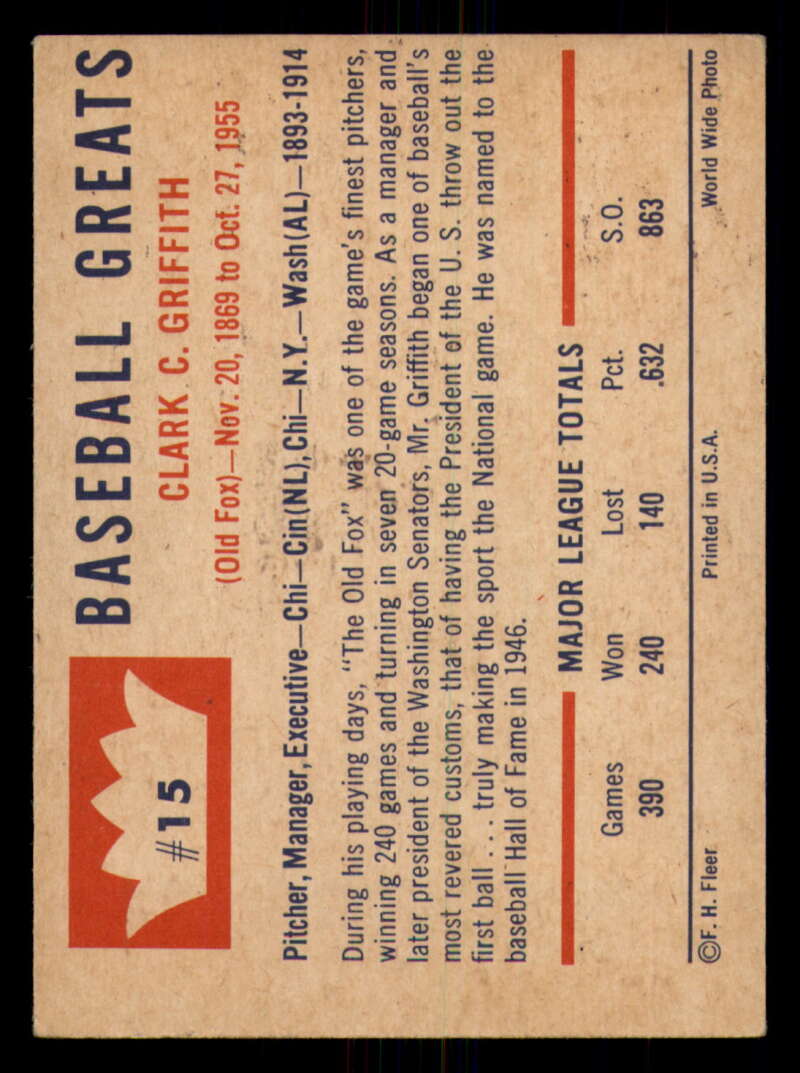 #15
BASEBALL GREATS
CLARK C. GRIFFITH
(Old Fox)—Nov. 20, 1869 to Oct. 27, 1955
Pitcher, Manager, Executive—Chi—Cin(NL), Chi—N.Y.—Wash(AL)—1893-1914
During his playing days, “The Old Fox” was one of the game's finest pitchers,
winning 240 games and turning in seven 20-game seasons. As a manager and
later president of the Washington Senators, Mr. Griffith began one of baseball's
most revered customs, that of having the President of the U. S. throw out the
first ball . . . truly making the sport the National game. He was named to the
baseball Hall of Fame in 1946.
MAJOR LEAGUE TOTALS
Games Won Lost Pct. S.O.
390 240 140 .632 863
©F. H. Fleer Printed in U.S.A. World Wide Photo